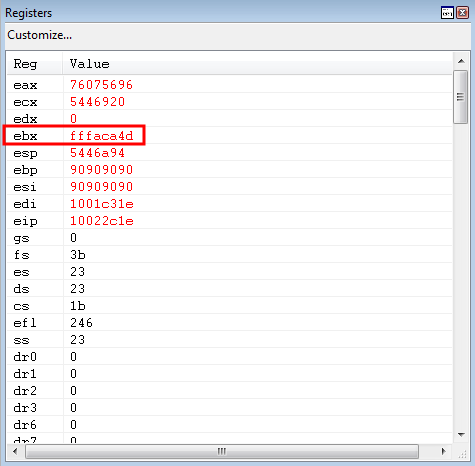 Registers
Customize...
Reg Value
eax 76075696
ecx 5446920
edx 0
ebx fffaca4d
esp 5446a94
ebp 90909090
esi 90909090
edi 1001c31e
eip 10022c1e
gs 0
fs 3b
es 23
ds 23
cs 1b
efl 246
ss 23
dr0 0
dr1 0
dr2 0
dr3 0
dr6 0
dr7 0